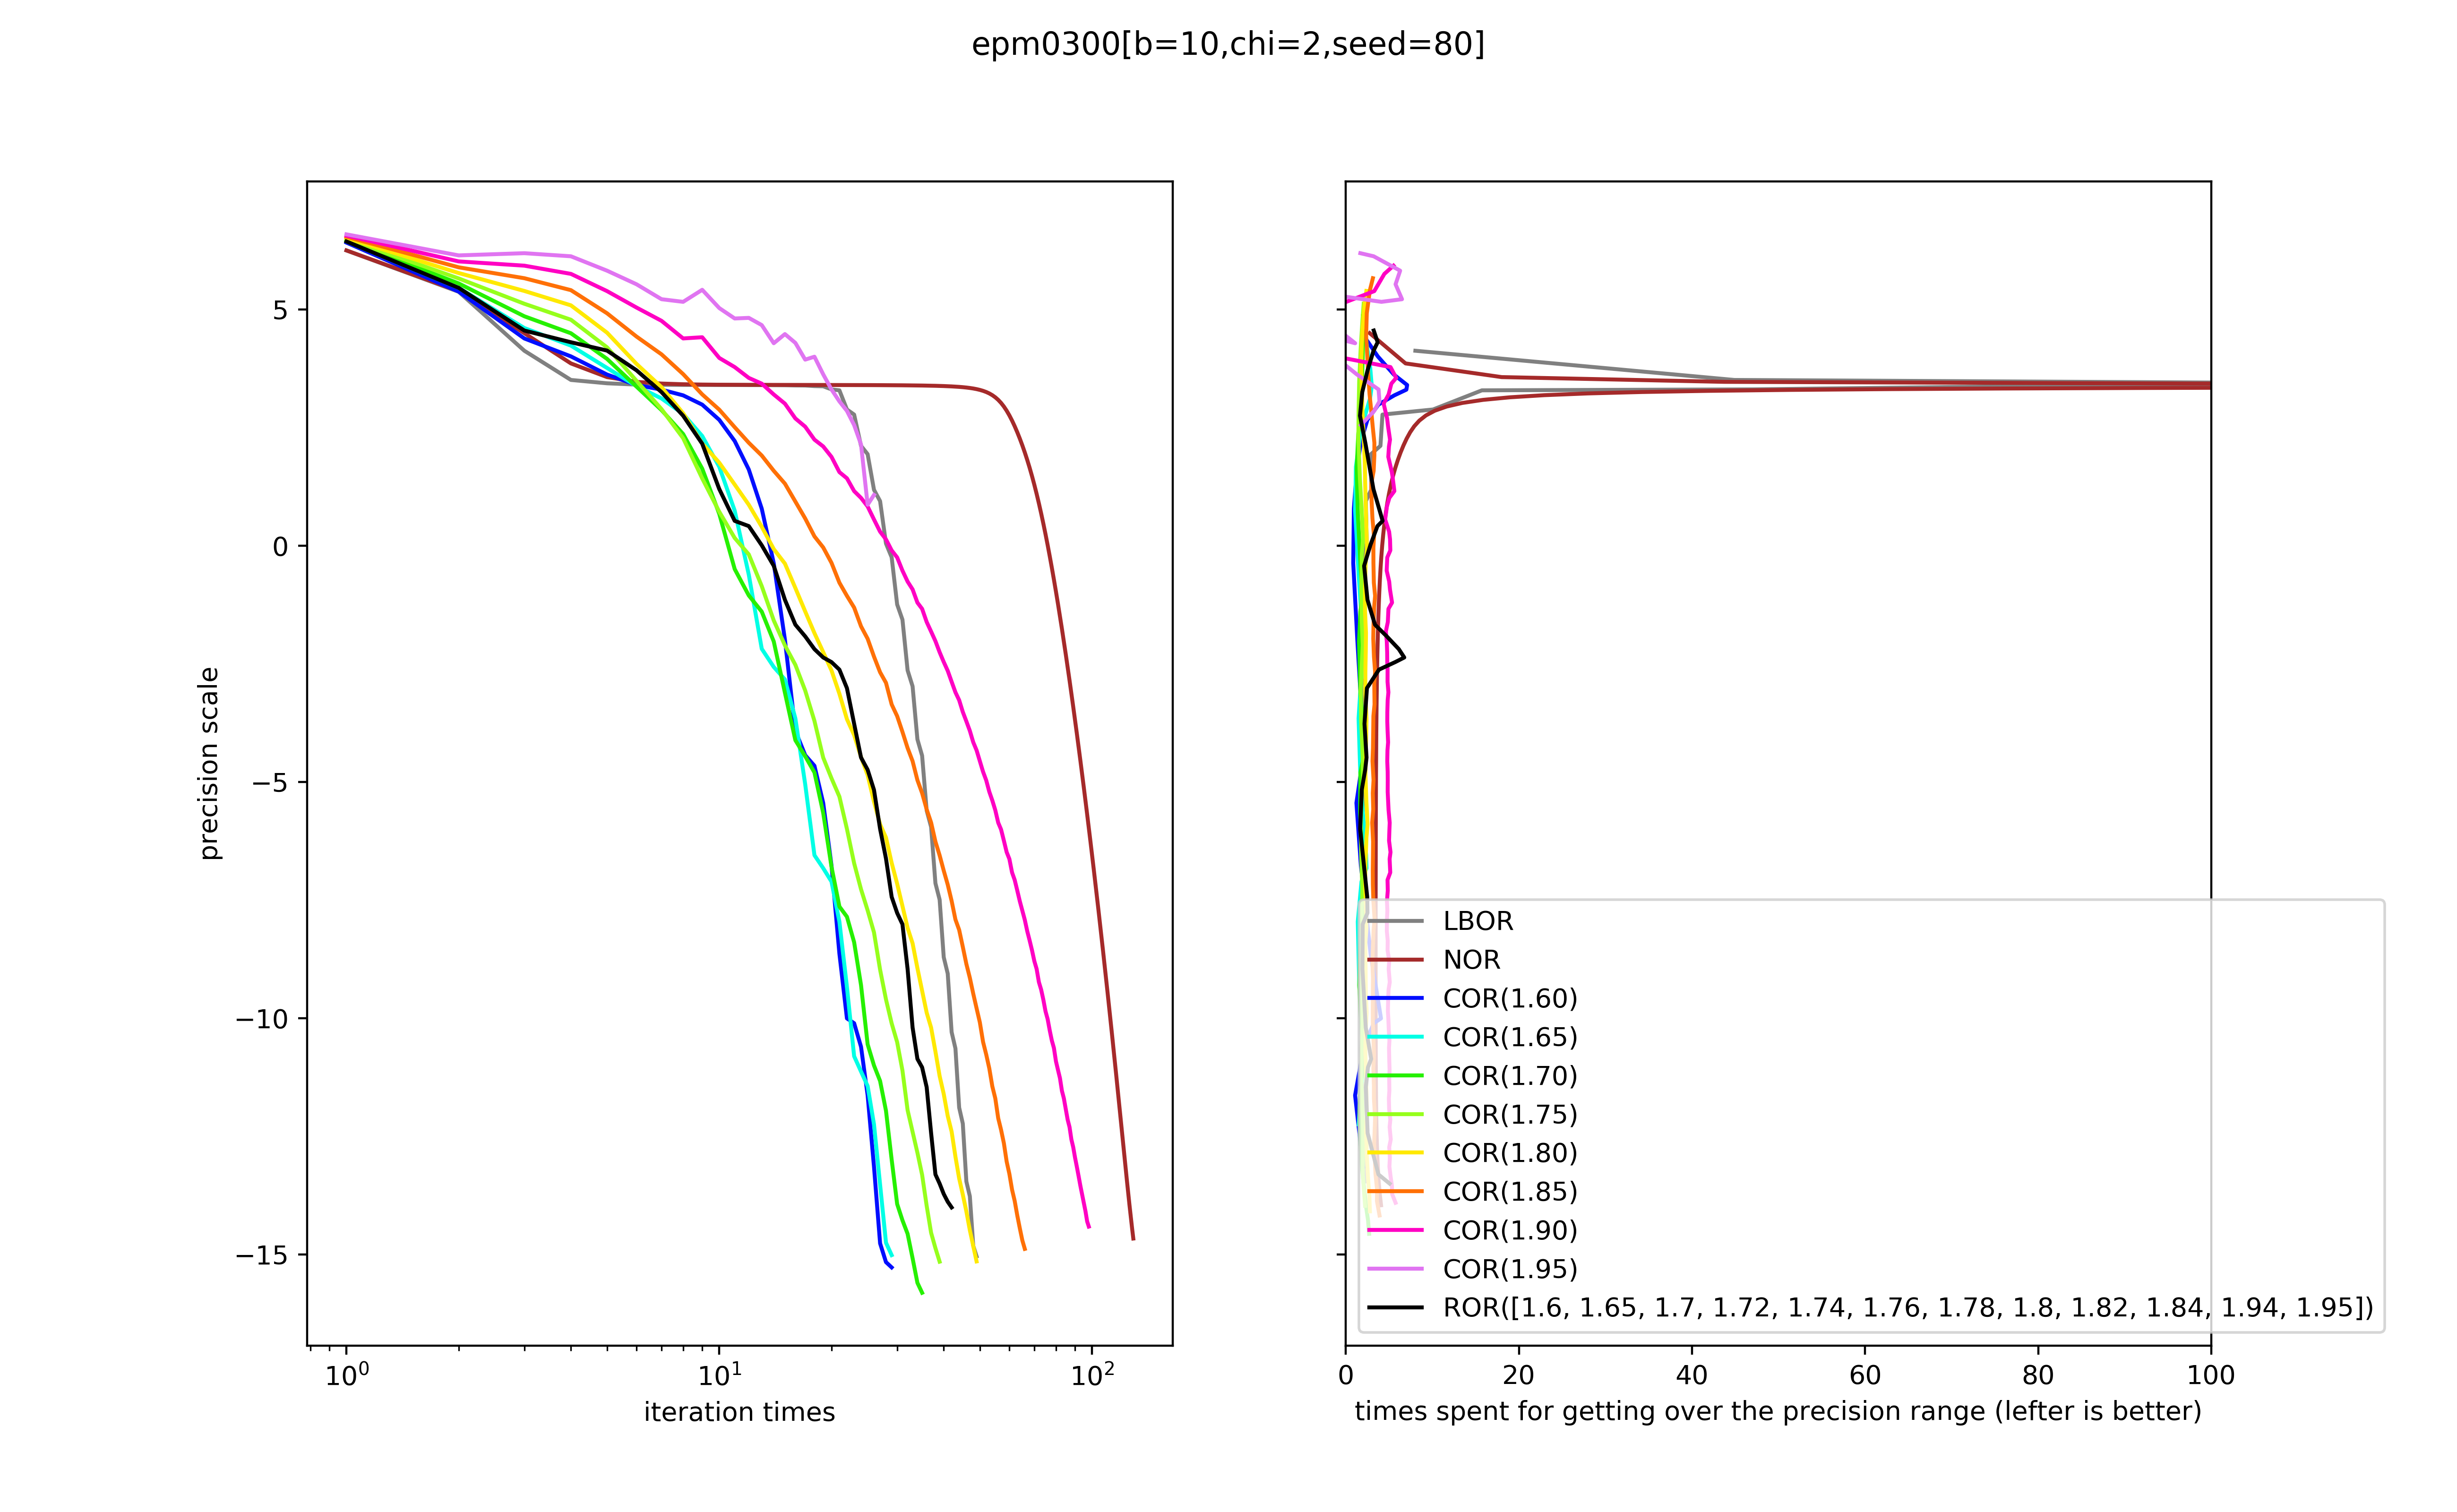 epm0300[b=10,chi=2,seed=80]
precision scale
5
0
−5
−10
−15
10⁰
10¹
10²
iteration times
0
20
40
60
80
100
times spent for getting over the precision range (lefter is better)
LBOR
NOR
COR(1.60)
COR(1.65)
COR(1.70)
COR(1.75)
COR(1.80)
COR(1.85)
COR(1.90)
COR(1.95)
ROR([1.6, 1.65, 1.7, 1.72, 1.74, 1.76, 1.78, 1.8, 1.82, 1.84, 1.94, 1.95])